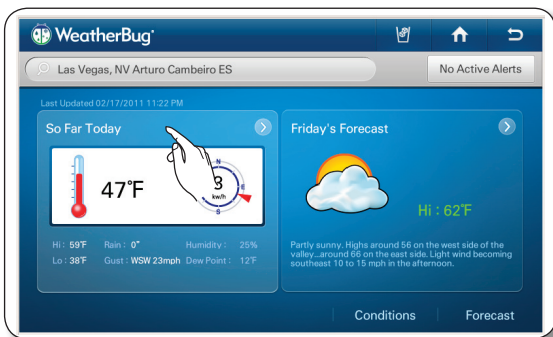 WeatherBug®
Las Vegas, NV Arturo Cambeiro ES
No Active Alerts
Last Updated 02/17/2011 11:22 PM
So Far Today
47°F
N
E
S
kw/h
Hi : 59°F Rain : 0" Humidity : 25%
Lo : 38°F Gust : WSW 23mph Dew Point : 12°F
Friday's Forecast
Hi : 62°F
Partly sunny. Highs around 56 on the west side of the
valley...around 66 on the east side. Light wind becoming
southeast 10 to 15 mph in the afternoon.
Conditions
Forecast